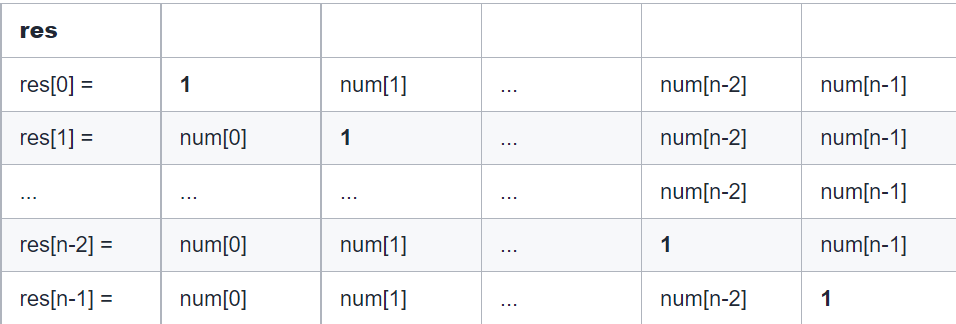 res
res[0] = 1 num[1] ... num[n-2] num[n-1]
res[1] = num[0] 1 ... num[n-2] num[n-1]
... ... ... ... num[n-2] num[n-1]
res[n-2] = num[0] num[1] ... 1 num[n-1]
res[n-1] = num[0] num[1] ... num[n-2] 1